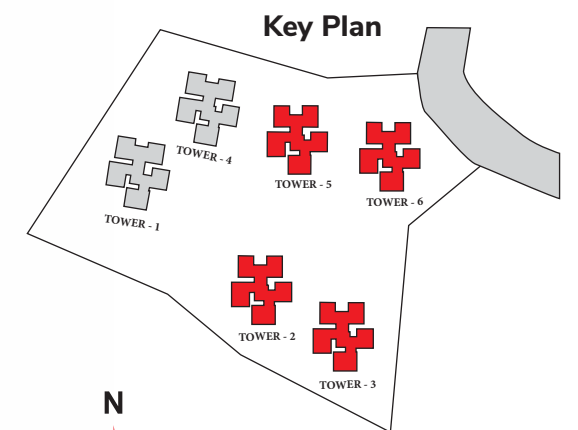 Key Plan
TOWER - 4
TOWER - 5
TOWER - 6
TOWER - 1
TOWER - 2
TOWER - 3
N